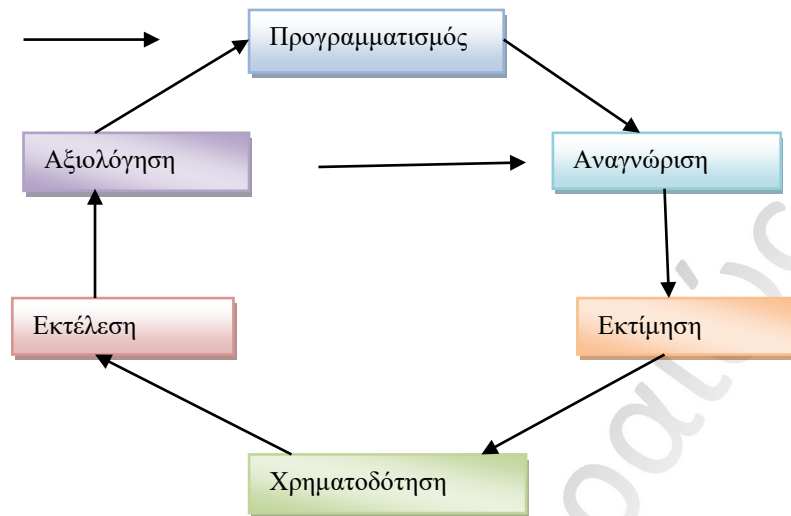 Προγραμματισμός
Αξιολόγηση
Αναγνώριση
Εκτέλεση
Εκτίμηση
Χρηματοδότηση